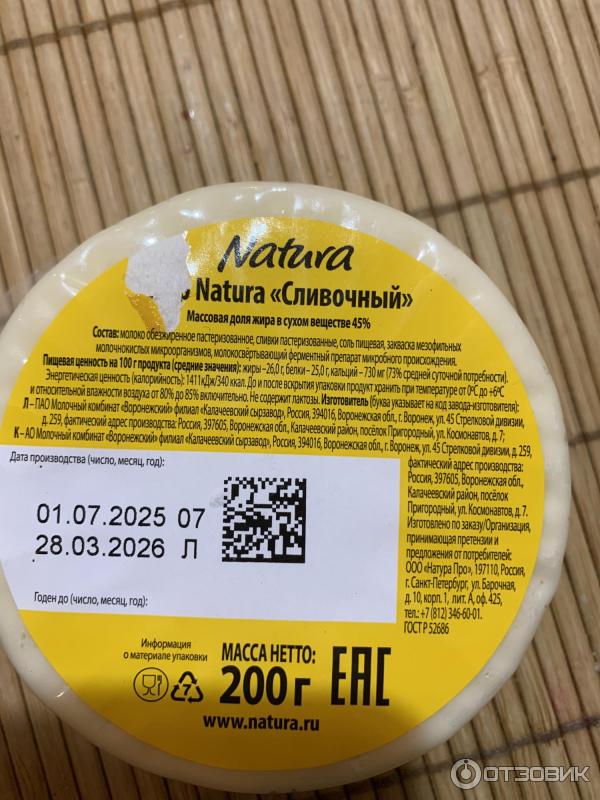 Natura
Natura «Сливочный»
Массовая доля жира в сухом веществе 45%
Состав: молоко обезжиренное пастеризованное, сливки пастеризованные, соль пищевая, закваска мезофильных
молочнокислых микроорганизмов, молокосвёртывающий ферментный препарат микробного происхождения.
Пищевая ценность на 100 г продукта (средние значения): жиры – 26,0 г, белки – 25,0 г, кальций – 730 мг (73% средней суточной потребности).
Энергетическая ценность (калорийность): 1411 кДж/340 ккал. До и после вскрытия упаковки продукт хранить при температуре от 0°С до +6°С
и относительной влажности воздуха от 80% до 85% включительно. Не содержит лактозы. Изготовитель (буква указывает на код завода-изготовителя):
Л – ПАО Молочный комбинат «Воронежский» филиал «Калачеевский сырзавод», Россия, 394016, Воронежская обл., г. Воронеж, ул. 45 Стрелковой дивизии,
д. 259, фактический адрес производства: Россия, 397605, Воронежская обл., Калачеевский район, посёлок Пригородный, ул. Космонавтов, д. 7;
К – АО Молочный комбинат «Воронежский» филиал «Калачеевский сырзавод», Россия, 394016, Воронежская обл., г. Воронеж, ул. 45 Стрелковой дивизии, д. 259,
фактический адрес производства:
Россия, 397605, Воронежская обл.,
Калачеевский район, посёлок
Пригородный, ул. Космонавтов, д. 7.
Изготовлено по заказу/Организация,
принимающая претензии и
предложения от потребителей:
ООО «Натура Про», 197110, Россия,
г. Санкт-Петербург, ул. Барочная,
д. 10, корп. 1, лит. А, оф. 425,
тел.: +7 (812) 346-60-01.
ГОСТ Р 52686
Дата производства (число, месяц, год):
01.07.2025 07
28.03.2026 Л
Годен до (число, месяц, год):
Информация
о материале упаковки
7
МАССА НЕТТО:
200 г
EAC
www.natura.ru
ОТЗОВИК